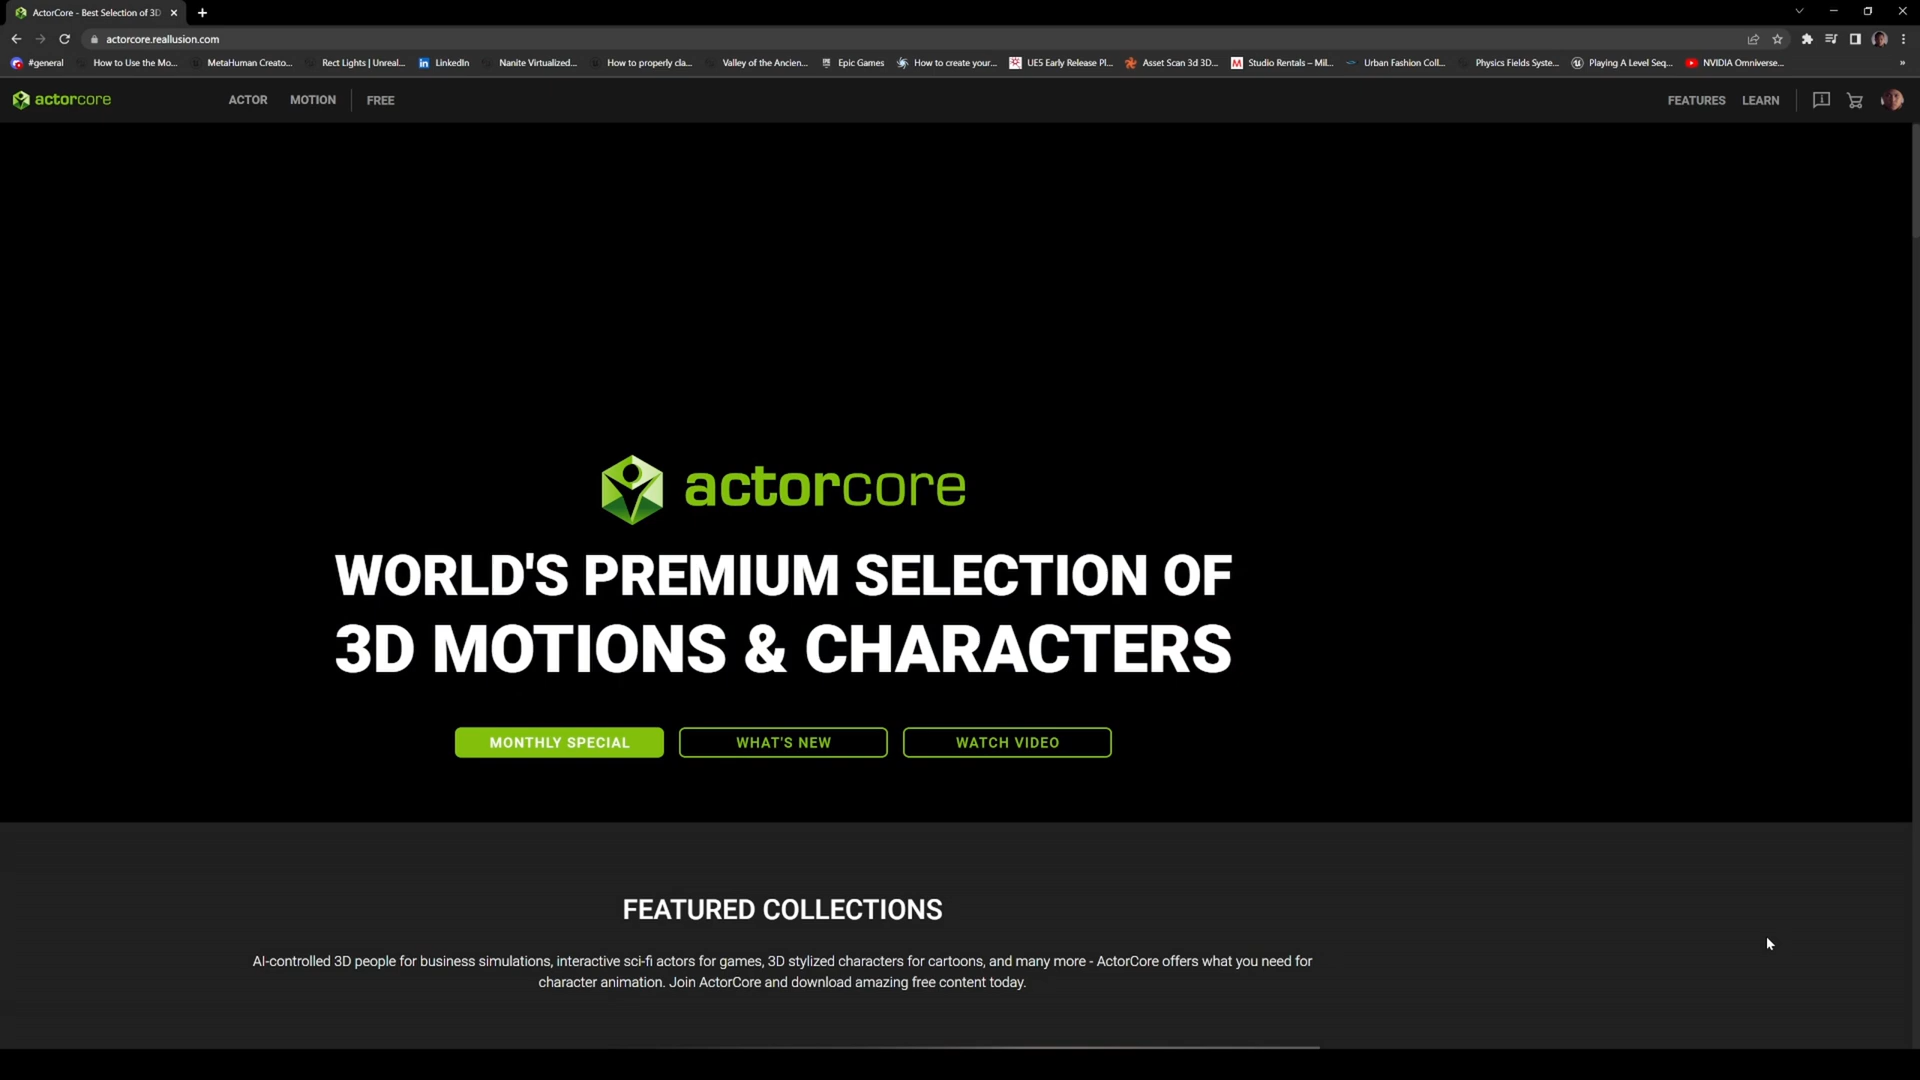 ActorCore - Best Selection of 3D
actorcore.reallusion.com
#general
How to Use the Mo...
MetaHuman Creato...
Rect Lights | Unreal...
LinkedIn
Nanite Virtualized...
How to properly cla...
Valley of the Ancien...
Epic Games
How to create your...
UE5 Early Release Pl...
Asset Scan 3d 3D...
Studio Rentals – Mil...
Urban Fashion Coll...
Physics Fields Syste...
Playing A Level Seq...
NVIDIA Omniverse...
actorcore
ACTOR
MOTION
FREE
FEATURES
LEARN
actorcore
WORLD'S PREMIUM SELECTION OF
3D MOTIONS & CHARACTERS
MONTHLY SPECIAL
WHAT'S NEW
WATCH VIDEO
FEATURED COLLECTIONS
AI-controlled 3D people for business simulations, interactive sci-fi actors for games, 3D stylized characters for cartoons, and many more - ActorCore offers what you need for
character animation. Join ActorCore and download amazing free content today.